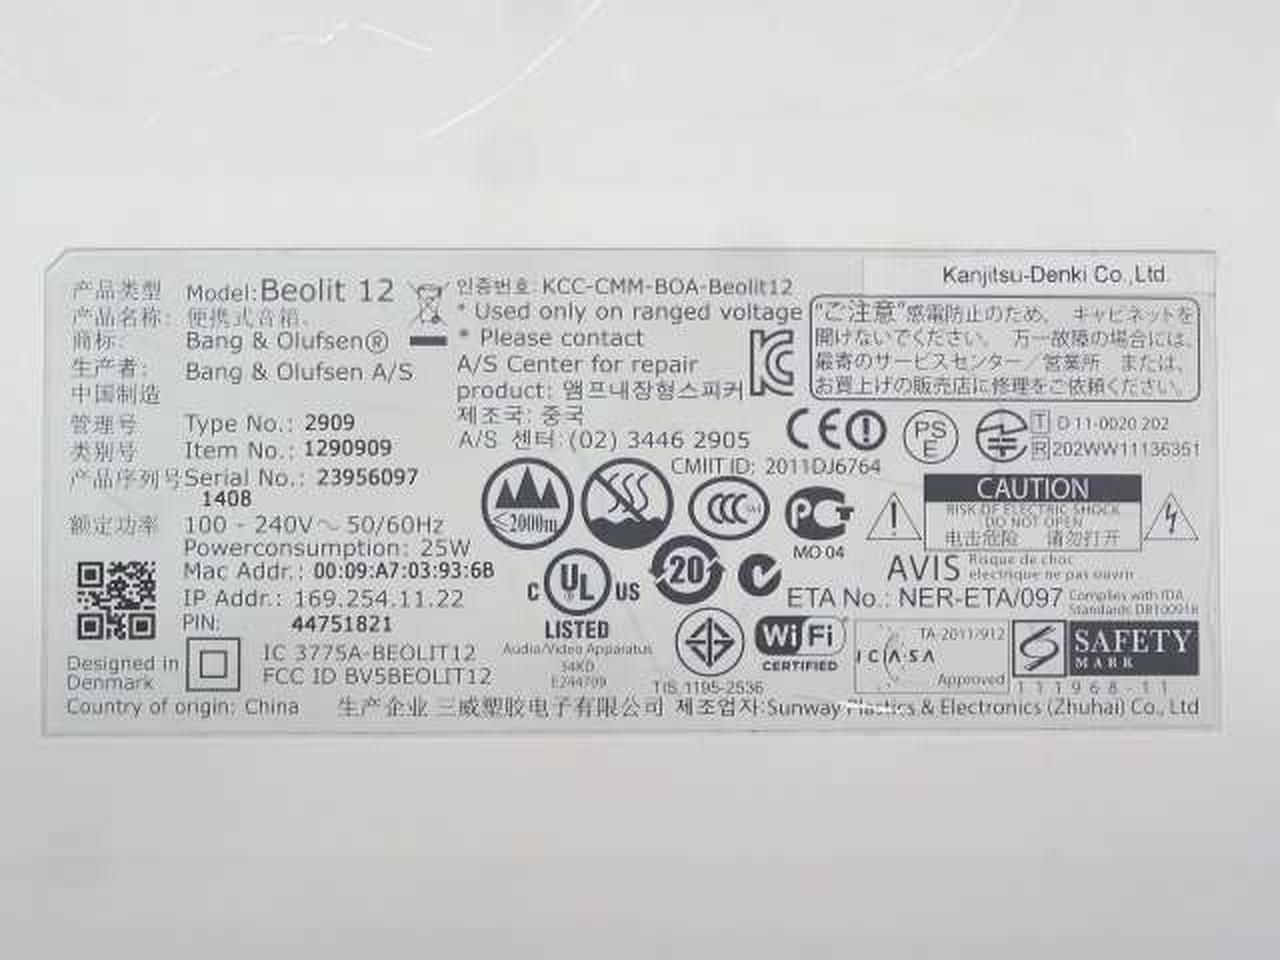 产品类型 Model: Beolit 12
产品名称: 便携式音箱.
商标: Bang & Olufsen®
生产者: Bang & Olufsen A/S
中国制造
管理号 Type No.: 2909
类别号 Item No.: 1290909
产品序列号 Serial No.: 23956097
1408
额定功率 100 - 240V ~ 50/60Hz
Powerconsumption: 25W
Mac Addr.: 00:09:A7:03:93:6B
IP Addr.: 169.254.11.22
PIN: 44751821
Designed in
Denmark
IC 3775A-BEOLIT12
FCC ID BV5BEOLIT12
Country of origin: China
인증번호: KCC-CMM-BOA-Beolit12
* Used only on ranged voltage
* Please contact
A/S Center for repair
product: 앰프내장형스피커
제조국: 중국
A/S 센터: (02) 3446 2905
CMIIT ID: 2011DJ6764
Kanjitsu-Denki Co.,Ltd.
"ご注意"感電防止のため、キャビネットを
開けないでください。 万一故障の場合には、
最寄のサービスセンター／営業所 または、
お買上げの販売店に修理をご依頼ください。
CE
PS
E
T D 11-0020 202
R 202WW11136351
≤2000m
CCC
MO 04
CAUTION
RISK OF ELECTRIC SHOCK
DO NOT OPEN
电击危险 请勿打开
AVIS Risque de choc
electrique ne pas ouvrir
C UL US
LISTED
Audio/Video Apparatus
34KD
E244709
20
ETA No.: NER-ETA/097
Complies with IDA
Standards DB100918
TIS 1195-2536
Wi Fi
CERTIFIED
ICASA
TA-2011/912
Approved
SAFETY
MARK
111968-11
生产企业 三威塑胶电子有限公司 제조업자:Sunway Plastics & Electronics (Zhuhai) Co., Ltd